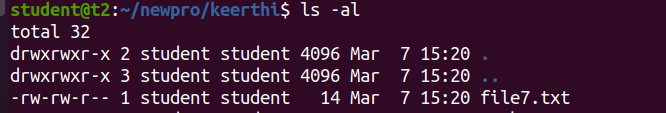 student@t2:~/newpro/keerthi$ ls -al
total 32
drwxrwxr-x 2 student student 4096 Mar  7 15:20 .
drwxrwxr-x 3 student student 4096 Mar  7 15:20 ..
-rw-rw-r-- 1 student student   14 Mar  7 15:20 file7.txt